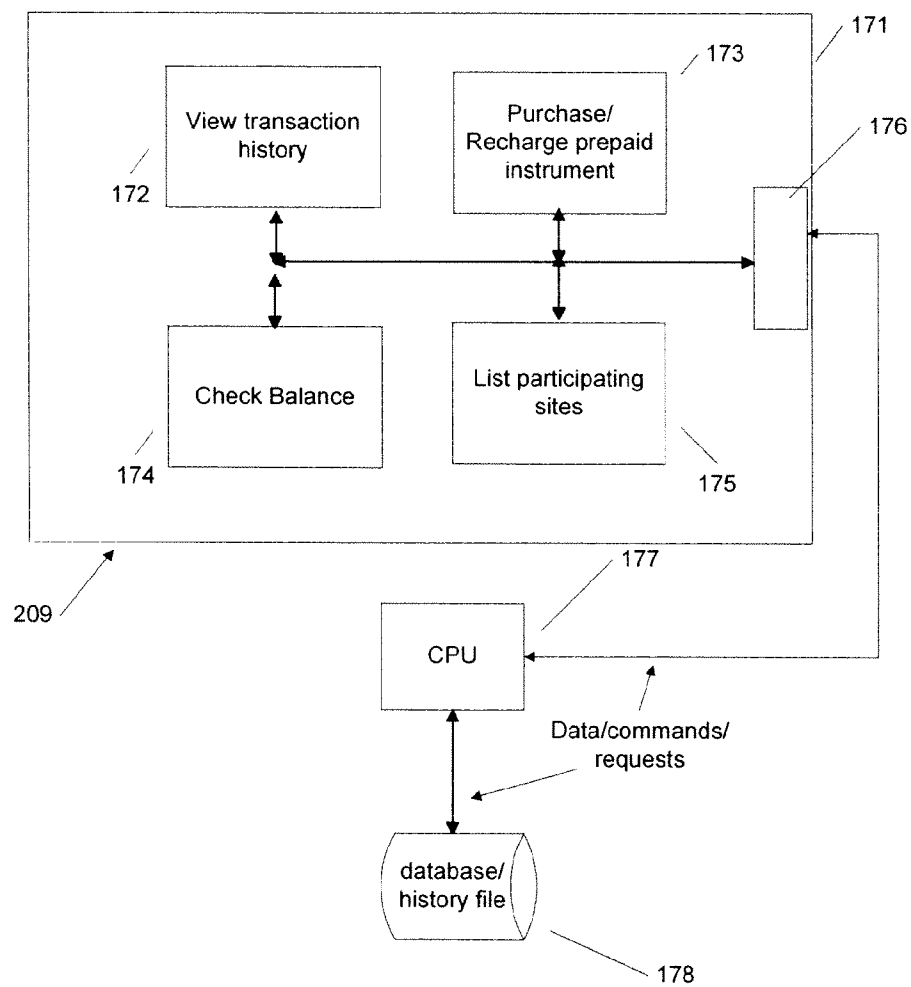 171
173
176
View transaction
history
Purchase/
Recharge prepaid
instrument
172
Check Balance
List participating
sites
174
175
177
209
CPU
Data/commands/
requests
database/
history file
178